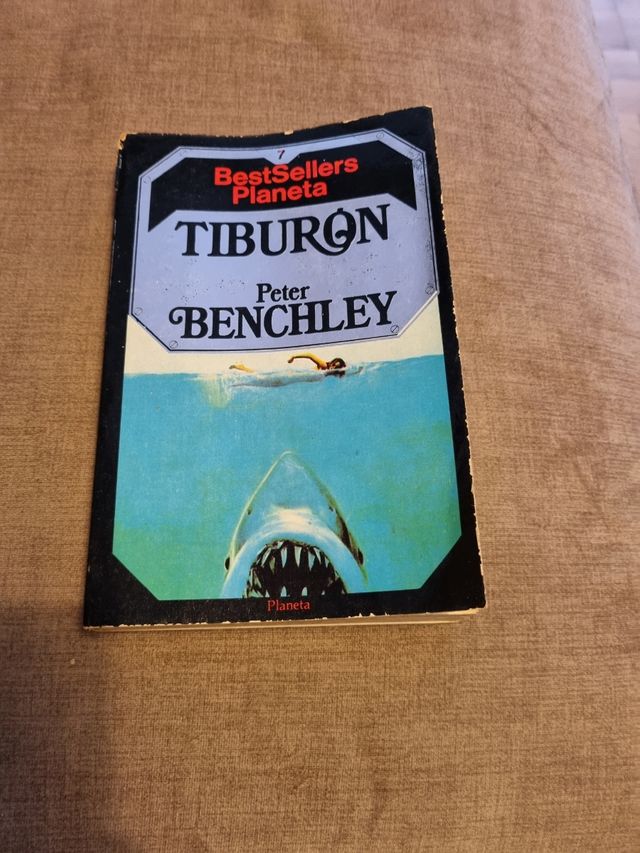 7
BestSellers
Planeta
TIBURÓN
Peter
BENCHLEY
Planeta